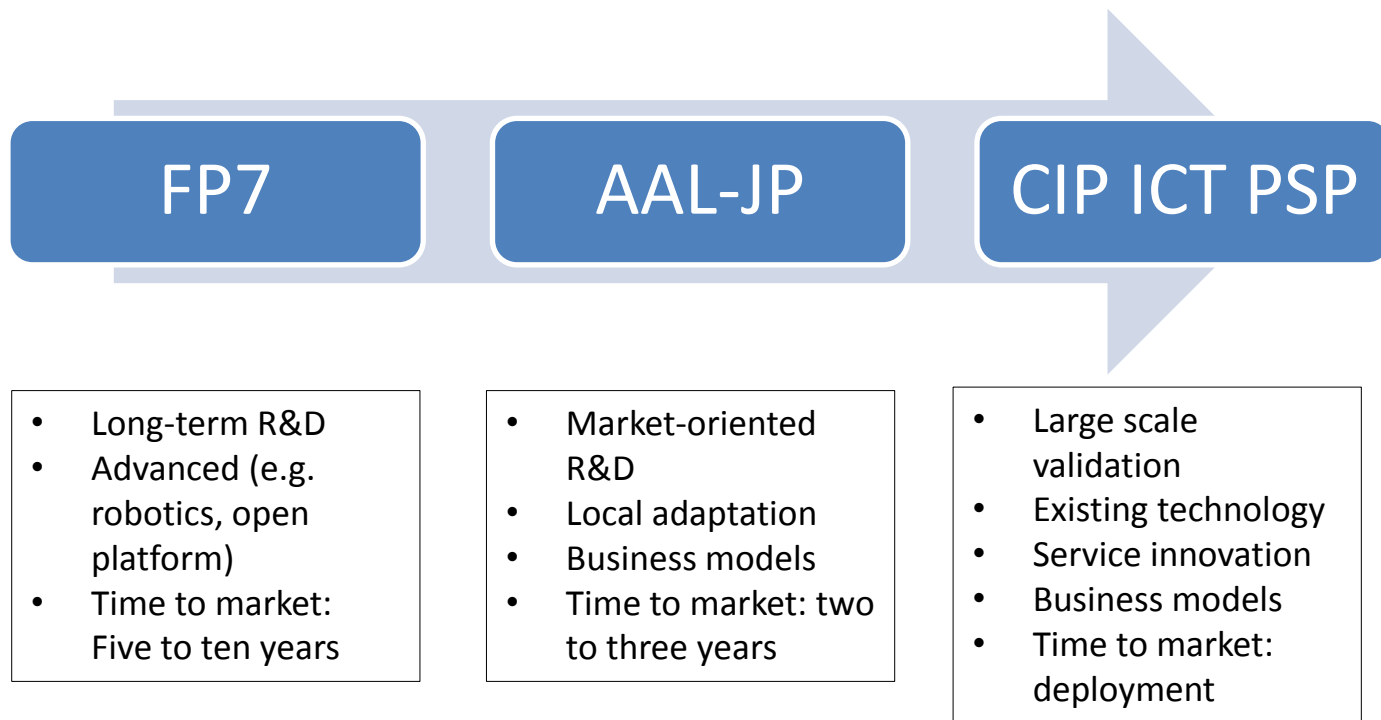 FP7
AAL-JP
CIP ICT PSP
• Long-term R&D
• Advanced (e.g.
robotics, open
platform)
• Time to market:
Five to ten years
• Market-oriented
R&D
• Local adaptation
• Business models
• Time to market: two
to three years
• Large scale
validation
• Existing technology
• Service innovation
• Business models
• Time to market:
deployment